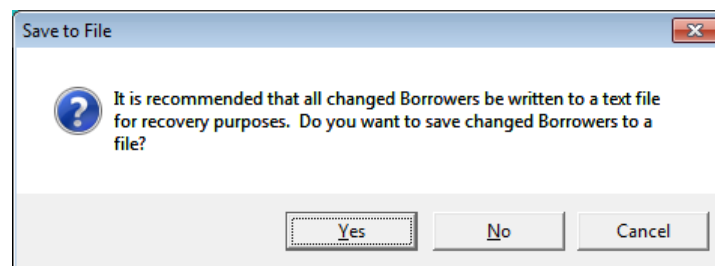 Save to File
It is recommended that all changed Borrowers be written to a text file
for recovery purposes.  Do you want to save changed Borrowers to a
file?
Yes
No
Cancel